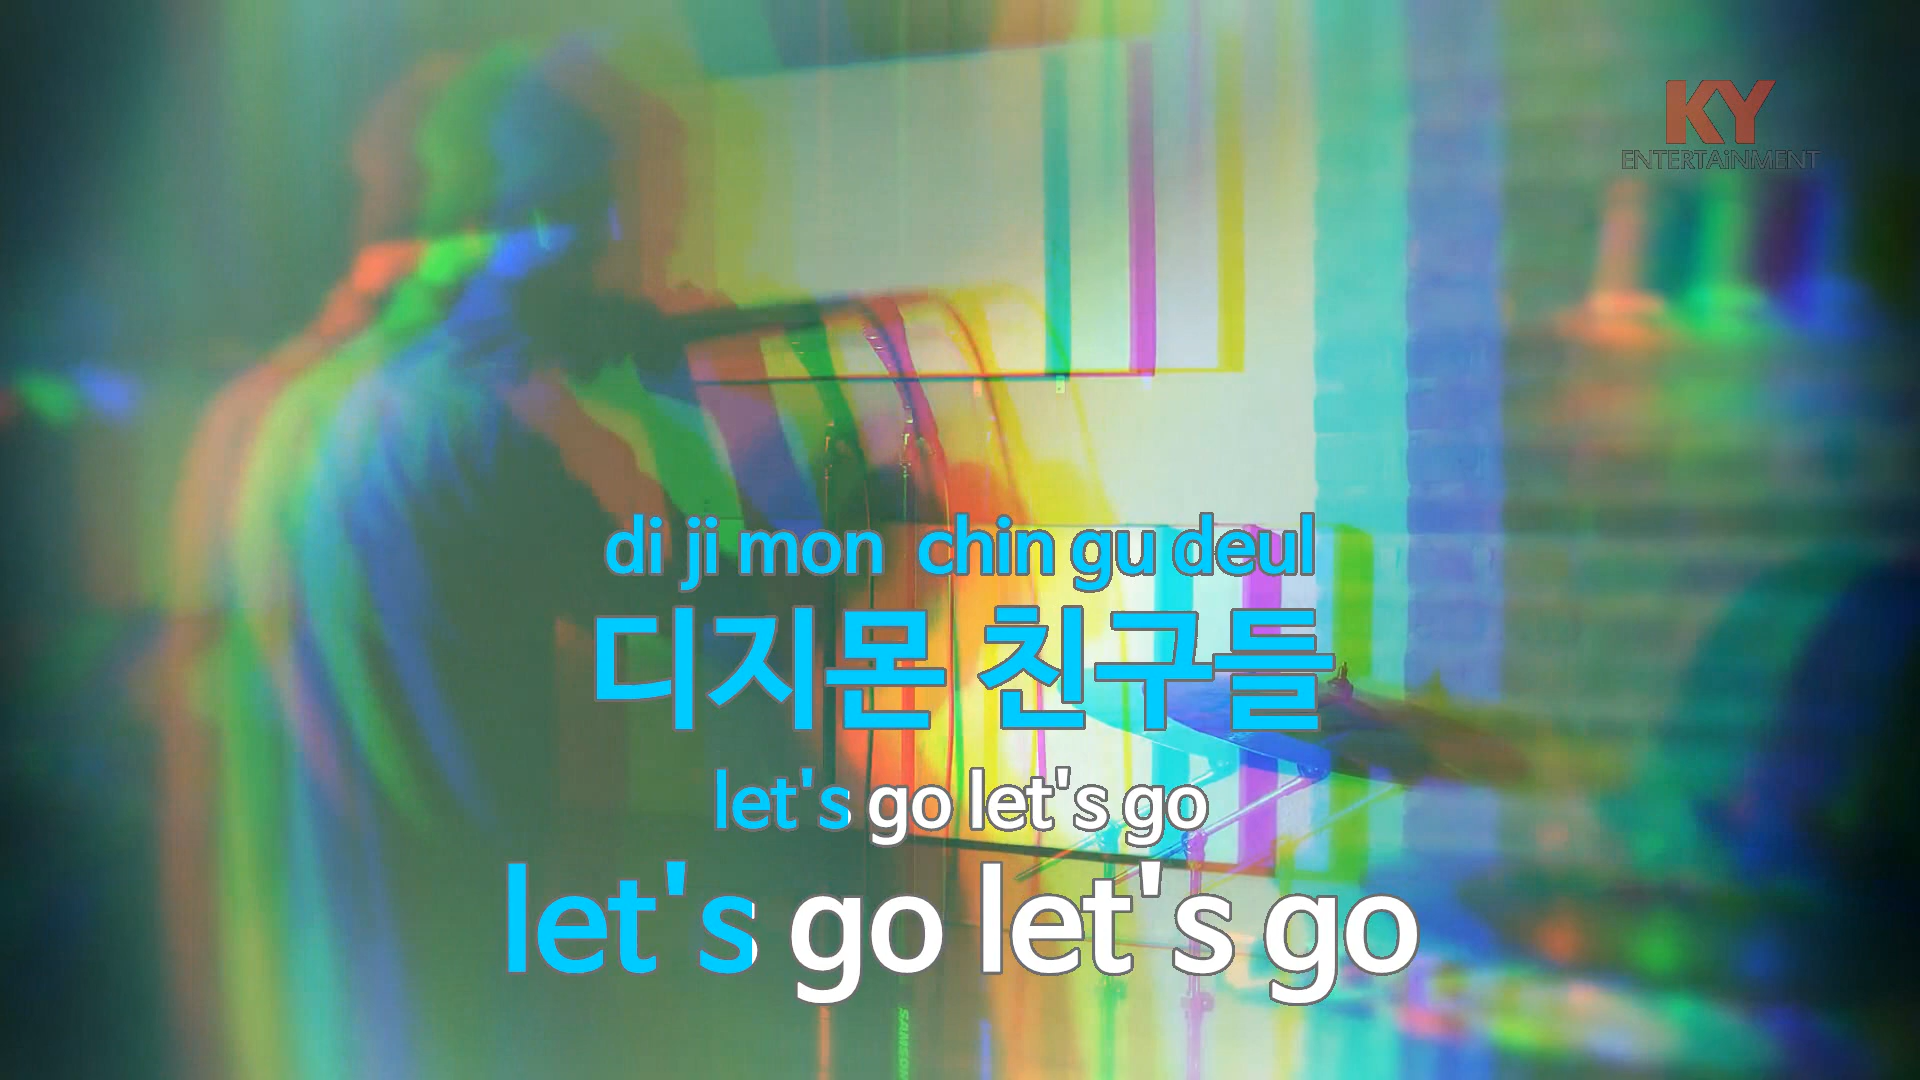 KY
ENTERTAiNMENT
di ji mon chin gu deul
디지몬 친구들
let's go let's go
let's go let's go
SAMSON